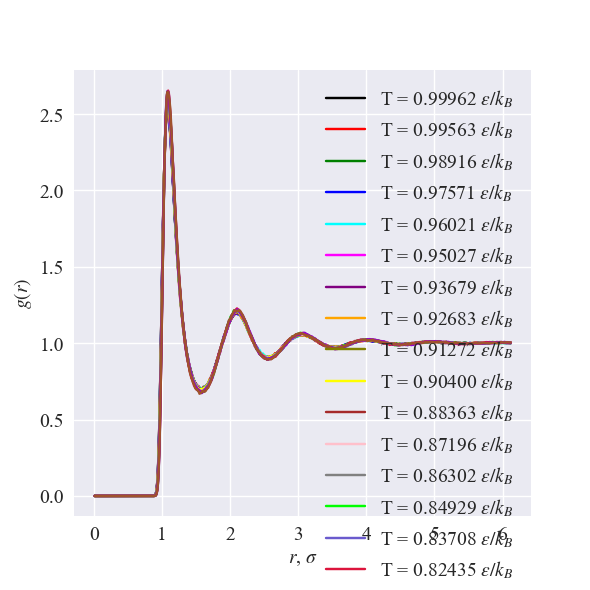 2.5
2.0
1.5
1.0
0.5
0.0
g(r)
0 1 2 3 4 5 6
r, σ
T = 0.99962 ε/k_B
T = 0.99563 ε/k_B
T = 0.98916 ε/k_B
T = 0.97571 ε/k_B
T = 0.96021 ε/k_B
T = 0.95027 ε/k_B
T = 0.93679 ε/k_B
T = 0.92683 ε/k_B
T = 0.91272 ε/k_B
T = 0.90400 ε/k_B
T = 0.88363 ε/k_B
T = 0.87196 ε/k_B
T = 0.86302 ε/k_B
T = 0.84929 ε/k_B
T = 0.83708 ε/k_B
T = 0.82435 ε/k_B